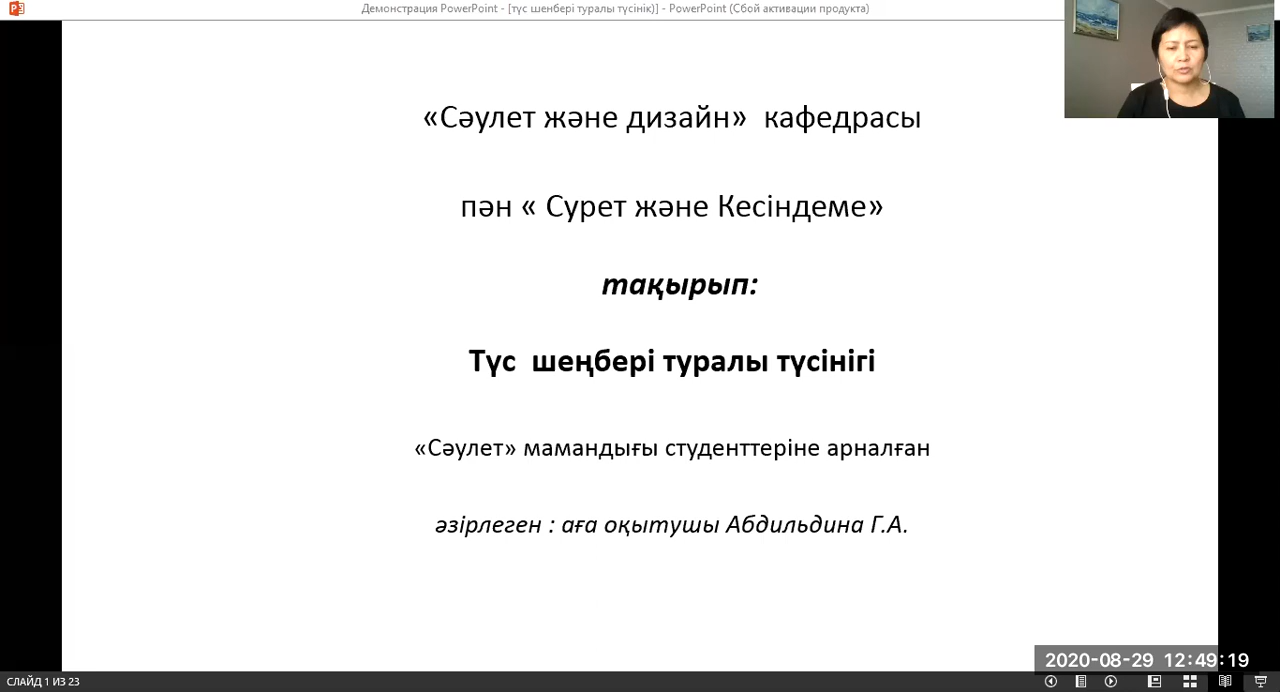 Демонстрация PowerPoint - [түс шенбері туралы түсінік)] - PowerPoint (Сбой активации продукта)
«Сәулет және дизайн» кафедрасы
пән « Сурет және Кесіндеме»
тақырып:
Түс шеңбері туралы түсінігі
«Сәулет» мамандығы студенттеріне арналған
әзірлеген : аға оқытушы Абдильдина Г.А.
2020-08-29 12:49:19
СЛАЙД 1 ИЗ 23